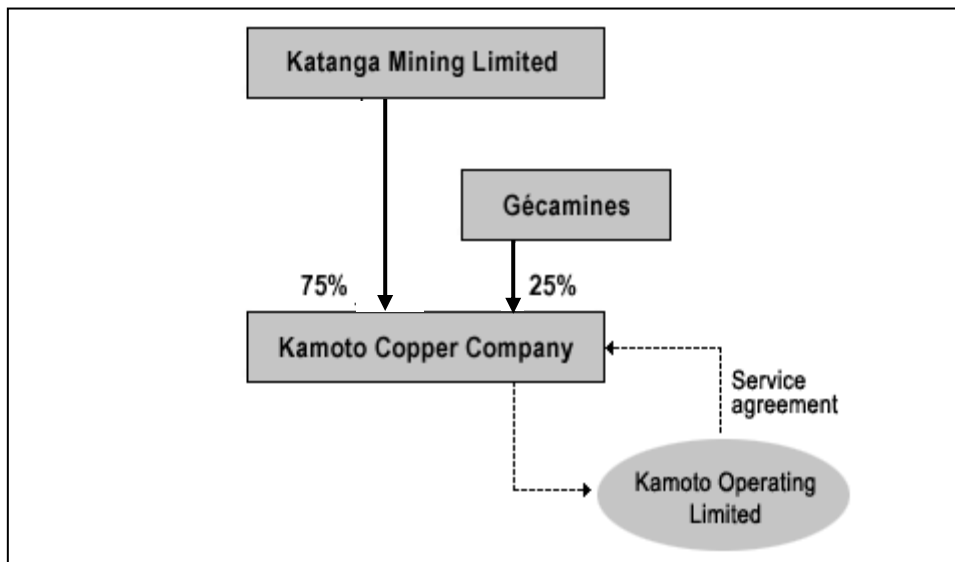 Katanga Mining Limited
Gécamines
75%
25%
Kamoto Copper Company
Service
agreement
Kamoto Operating
Limited